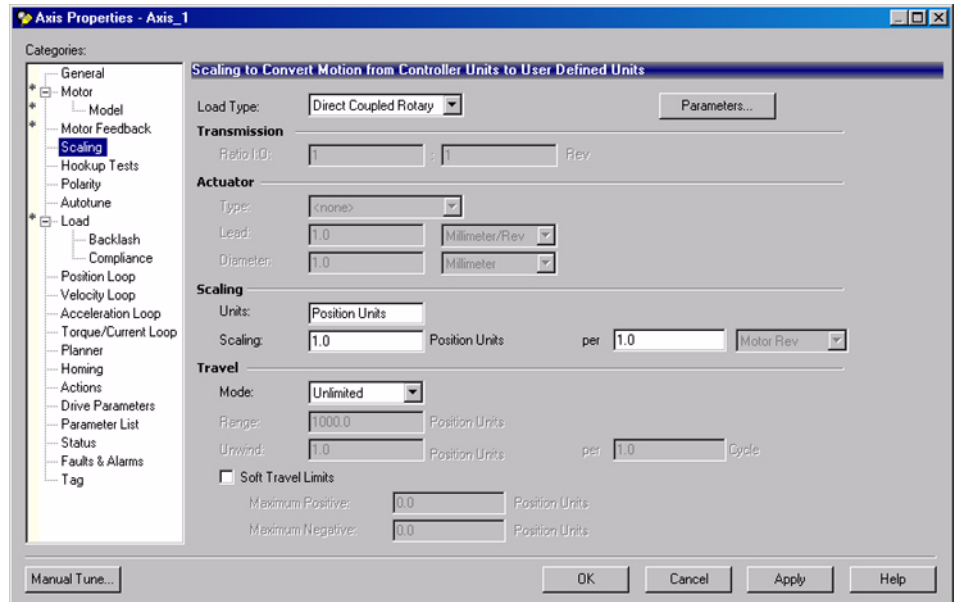 Axis Properties - Axis_1
Categories:
General
Motor
Model
Motor Feedback
Scaling
Hookup Tests
Polarity
Autotune
Load
Backlash
Compliance
Position Loop
Velocity Loop
Acceleration Loop
Torque/Current Loop
Planner
Homing
Actions
Drive Parameters
Parameter List
Status
Faults & Alarms
Tag
Scaling to Convert Motion from Controller Units to User Defined Units
Load Type: Direct Coupled Rotary Parameters...
Transmission
Ratio I:O: 1 : 1 Rev
Actuator
Type: <none>
Lead: 1.0 Millimeter/Rev
Diameter: 1.0 Millimeter
Scaling
Units: Position Units
Scaling: 1.0 Position Units per 1.0 Motor Rev
Travel
Mode: Unlimited
Range: 1000.0 Position Units
Unwind: 1.0 Position Units per 1.0 Cycle
Soft Travel Limits
Maximum Positive: 0.0 Position Units
Maximum Negative: 0.0 Position Units
Manual Tune... OK Cancel Apply Help